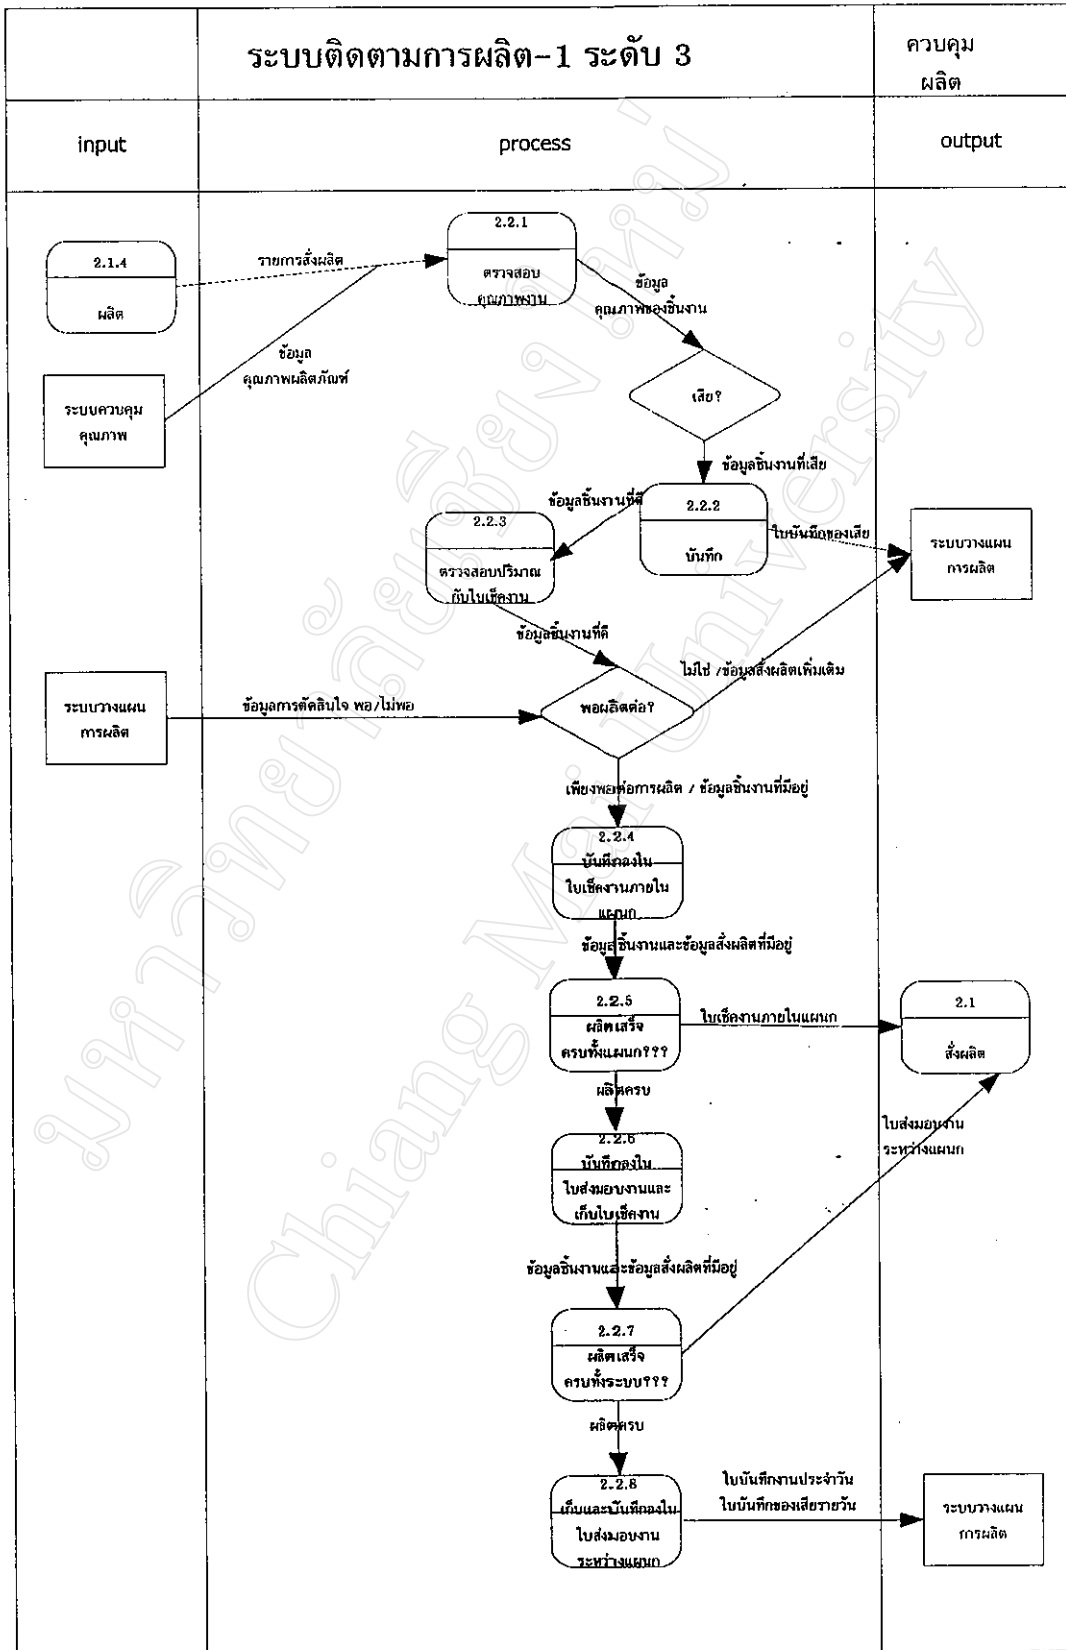 ระบบติดตามการผลิต-1 ระดับ 3
ควบคุม
ผลิต
input
process
output
2.1.4
ผลิต
รายการสั่งผลิต
2.2.1
ตรวจสอบ
คุณภาพงาน
ข้อมูล
คุณภาพของชิ้นงาน
ข้อมูล
คุณภาพผลิตภัณฑ์
ระบบควบคุม
คุณภาพ
เสีย?
ข้อมูลชิ้นงานที่เสีย
ข้อมูลชิ้นงานที่ดี
2.2.2
บันทึก
ใบบันทึกของเสีย
ระบบวางแผน
การผลิต
2.2.3
ตรวจสอบปริมาณ
กับใบเช็คงาน
ข้อมูลชิ้นงานที่ดี
ไม่ใช่ /ข้อมูลสั่งผลิตเพิ่มเติม
ระบบวางแผน
การผลิต
ข้อมูลการตัดสินใจ พอ/ไม่พอ
พอผลิตต่อ?
เพียงพอต่อการผลิต / ข้อมูลชิ้นงานที่มีอยู่
2.2.4
บันทึกลงใน
ใบเช็คงานภายใน
แผนก
ข้อมูลชิ้นงานและข้อมูลสั่งผลิตที่มีอยู่
2.2.5
ผลิตเสร็จ
ครบทั้งแผนก???
ใบเช็คงานภายในแผนก
2.1
สั่งผลิต
ผลิตครบ
2.2.6
บันทึกลงใน
ใบส่งมอบงานและ
เก็บใบเช็คงาน
ใบส่งมอบงาน
ระหว่างแผนก
ข้อมูลชิ้นงานและข้อมูลสั่งผลิตที่มีอยู่
2.2.7
ผลิตเสร็จ
ครบทั้งระบบ???
ผลิตครบ
2.2.8
เก็บและบันทึกลงใน
ใบส่งมอบงาน
ระหว่างแผนก
ใบบันทึกงานประจำวัน
ใบบันทึกของเสียรายวัน
ระบบวางแผน
การผลิต
มหาวิทยาลัยเชียงใหม่
Chiang Mai University